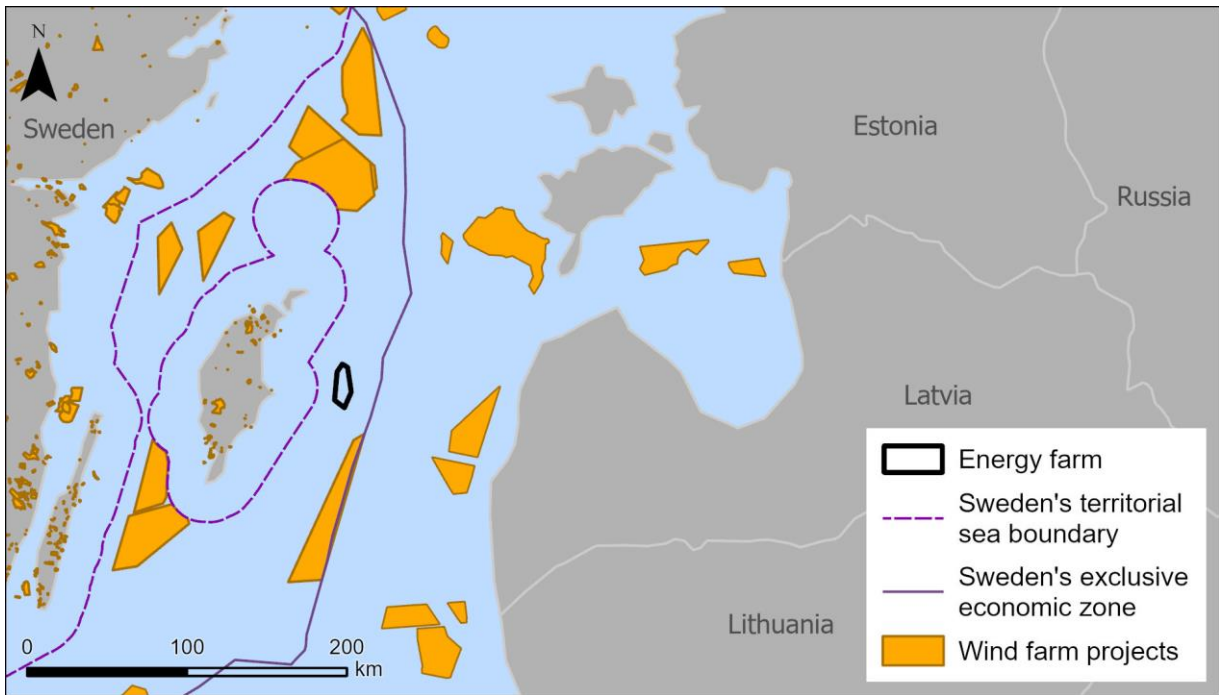 N
Sweden
Estonia
Russia
Latvia
Lithuania
Energy farm
Sweden's territorial
sea boundary
Sweden's exclusive
economic zone
Wind farm projects
0 100 200
km